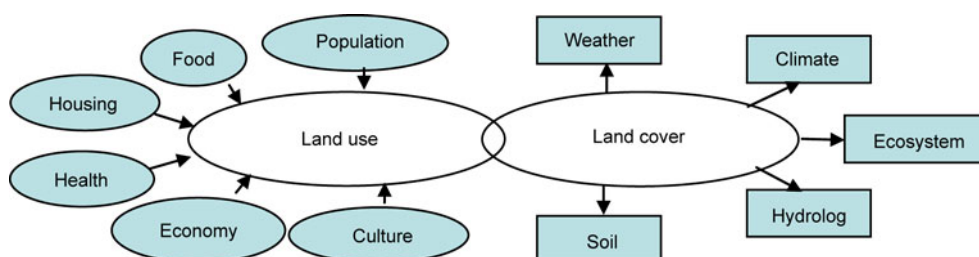 Population
Weather
Food
Climate
Housing
Land use
Land cover
Ecosystem
Health
Hydrolog
Economy
Culture
Soil